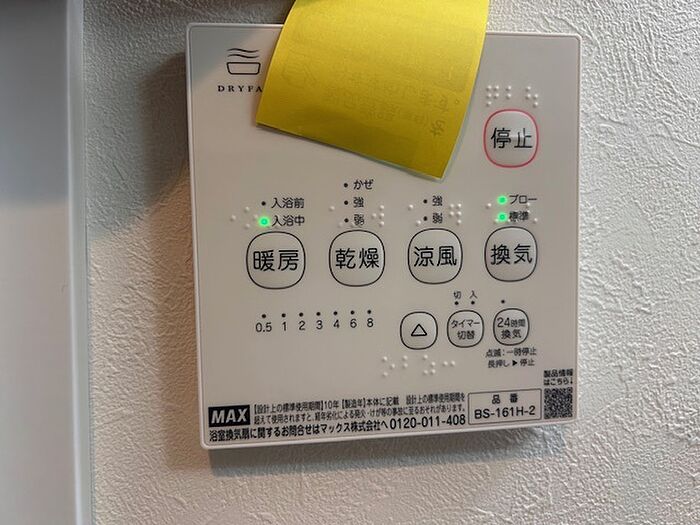 DRYFA
停止
かぜ
入浴前
強
強
ブロー
入浴中
弱
弱
標準
暖房
乾燥
涼風
換気
切 入
0.5 1 2 3 4 6 8
△
タイマー
切替
24時間
換気
点滅:一時停止
長押し▶停止
製品情報
はこちら↓
MAX
【設計上の標準使用期間】10年【製造年】本体に記載 設計上の標準使用期間を
超えて使用されますと、経年劣化による発火・けが等の事故に至るおそれがあります。
浴室換気扇に関するお問合せはマックス株式会社へ 0120-011-408
品番
BS-161H-2